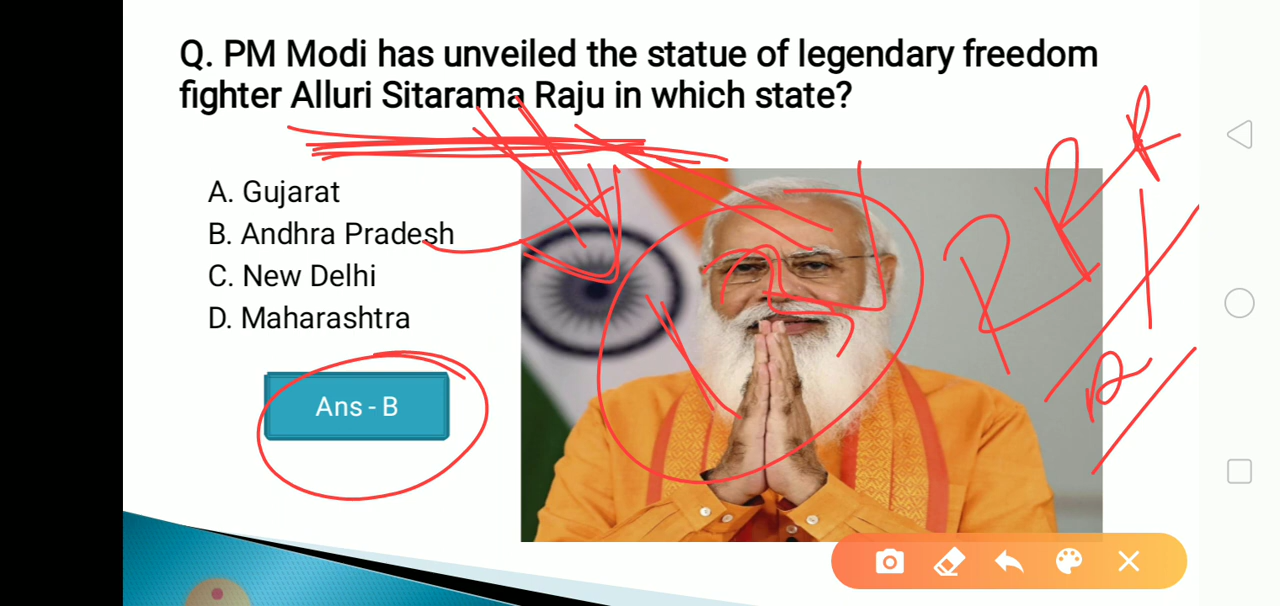 Q. PM Modi has unveiled the statue of legendary freedom
fighter Alluri Sitarama Raju in which state?
A. Gujarat
B. Andhra Pradesh
C. New Delhi
D. Maharashtra
Ans - B
RRR